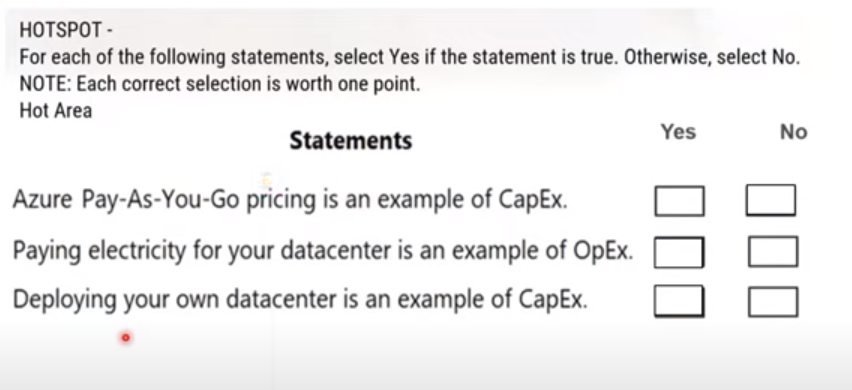 HOTSPOT -
For each of the following statements, select Yes if the statement is true. Otherwise, select No.
NOTE: Each correct selection is worth one point.
Hot Area
Statements Yes No
Azure Pay-As-You-Go pricing is an example of CapEx.
Paying electricity for your datacenter is an example of OpEx.
Deploying your own datacenter is an example of CapEx.